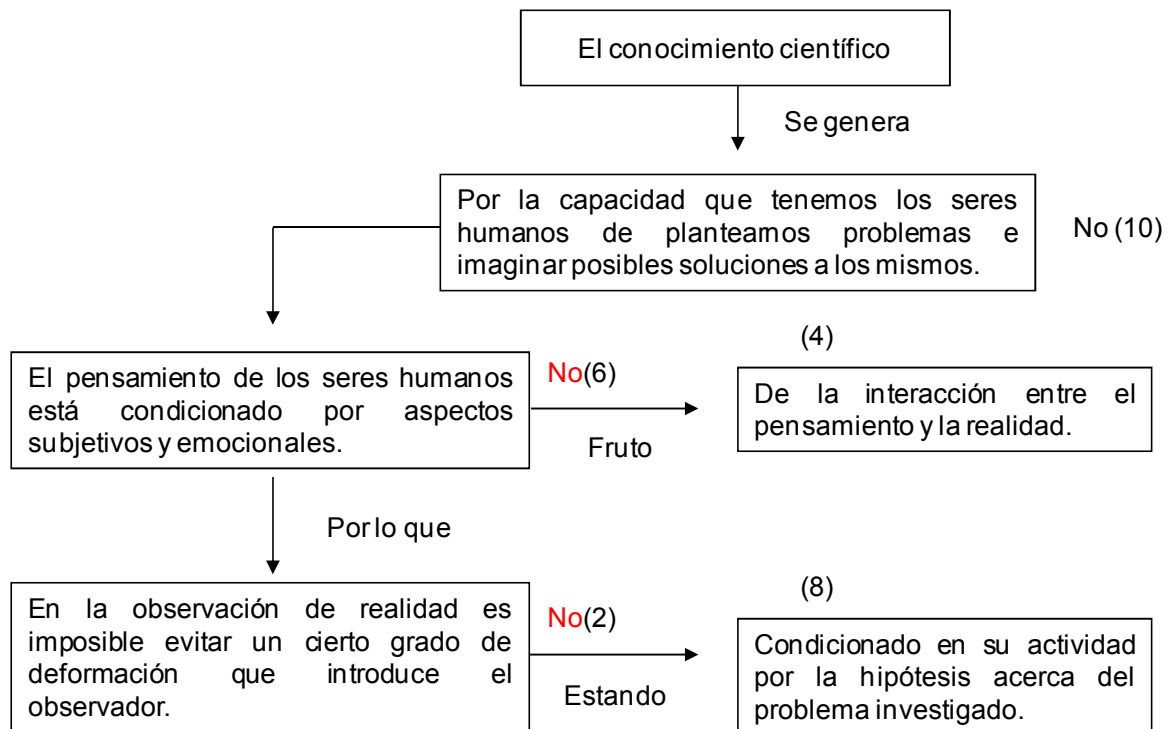 El conocimiento científico
Se genera
Por la capacidad que tenemos los seres
humanos de plantearnos problemas e
imaginar posibles soluciones a los mismos.
No (10)
(4)
El pensamiento de los seres humanos
está condicionado por aspectos
subjetivos y emocionales.
No(6)
Fruto
De la interacción entre el
pensamiento y la realidad.
Por lo que
(8)
En la observación de realidad es
imposible evitar un cierto grado de
deformación que introduce el
observador.
No(2)
Estando
Condicionado en su actividad
por la hipótesis acerca del
problema investigado.